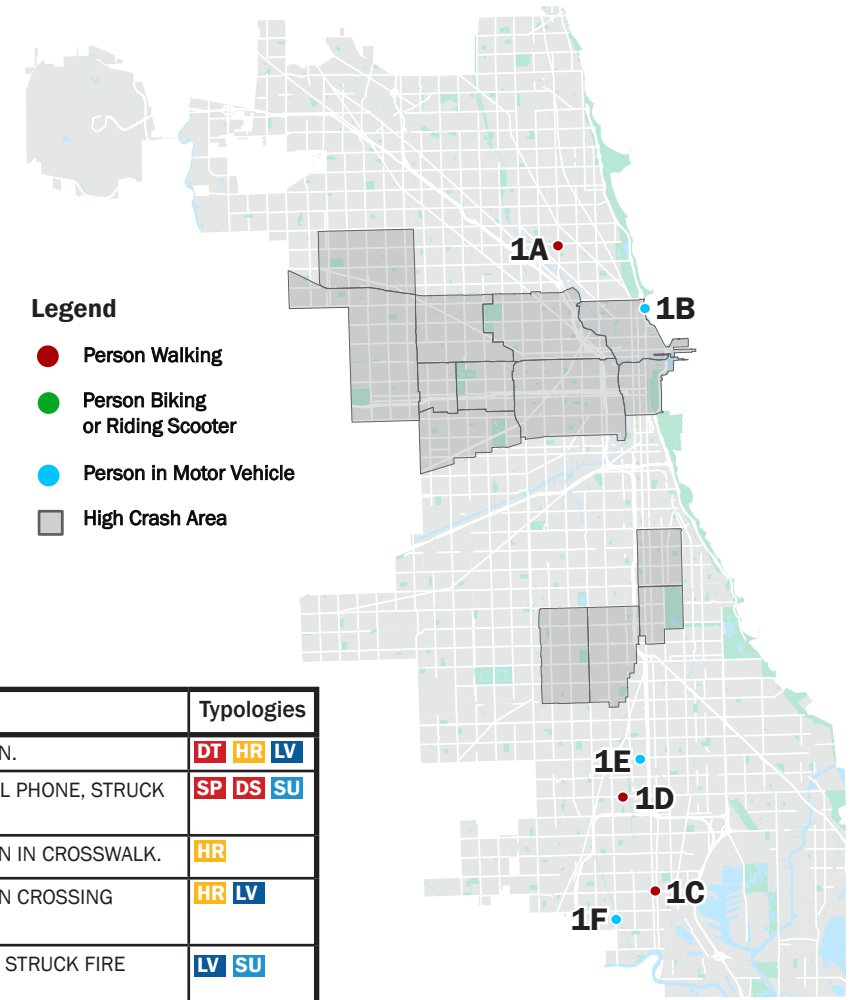 1A
1B
Legend
Person Walking
Person Biking
or Riding Scooter
Person in Motor Vehicle
High Crash Area
Typologies
N. DT HR LV
L PHONE, STRUCK SP DS SU
N IN CROSSWALK. HR
N CROSSING HR LV
STRUCK FIRE LV SU
1E
1D
1C
1F